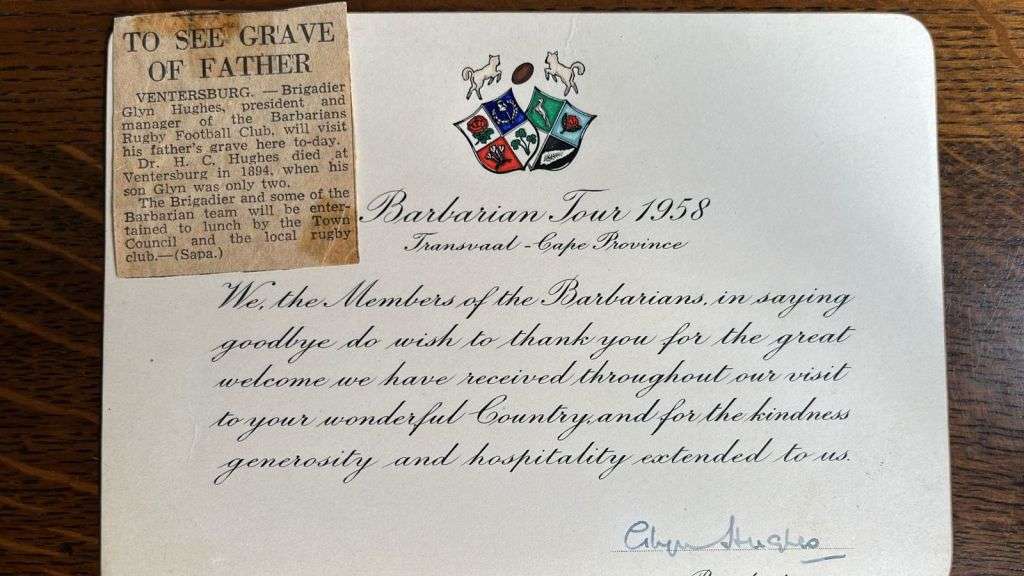 TO SEE GRAVE
OF FATHER
VENTERSBURG. — Brigadier
Glyn Hughes, president and
manager of the Barbarians
Rugby Football Club, will visit
his father's grave here to-day.
Dr. H. C. Hughes died at
Ventersburg in 1894, when his
son Glyn was only two.
The Brigadier and some of the
Barbarian team will be enter-
tained to lunch by the Town
Council and the local rugby
club.—(Sapa.)
Barbarian Tour 1958
Transvaal - Cape Province
We, the Members of the Barbarians, in saying
goodbye do wish to thank you for the great
welcome we have received throughout our visit
to your wonderful Country, and for the kindness
generosity and hospitality extended to us.
Glyn Hughes